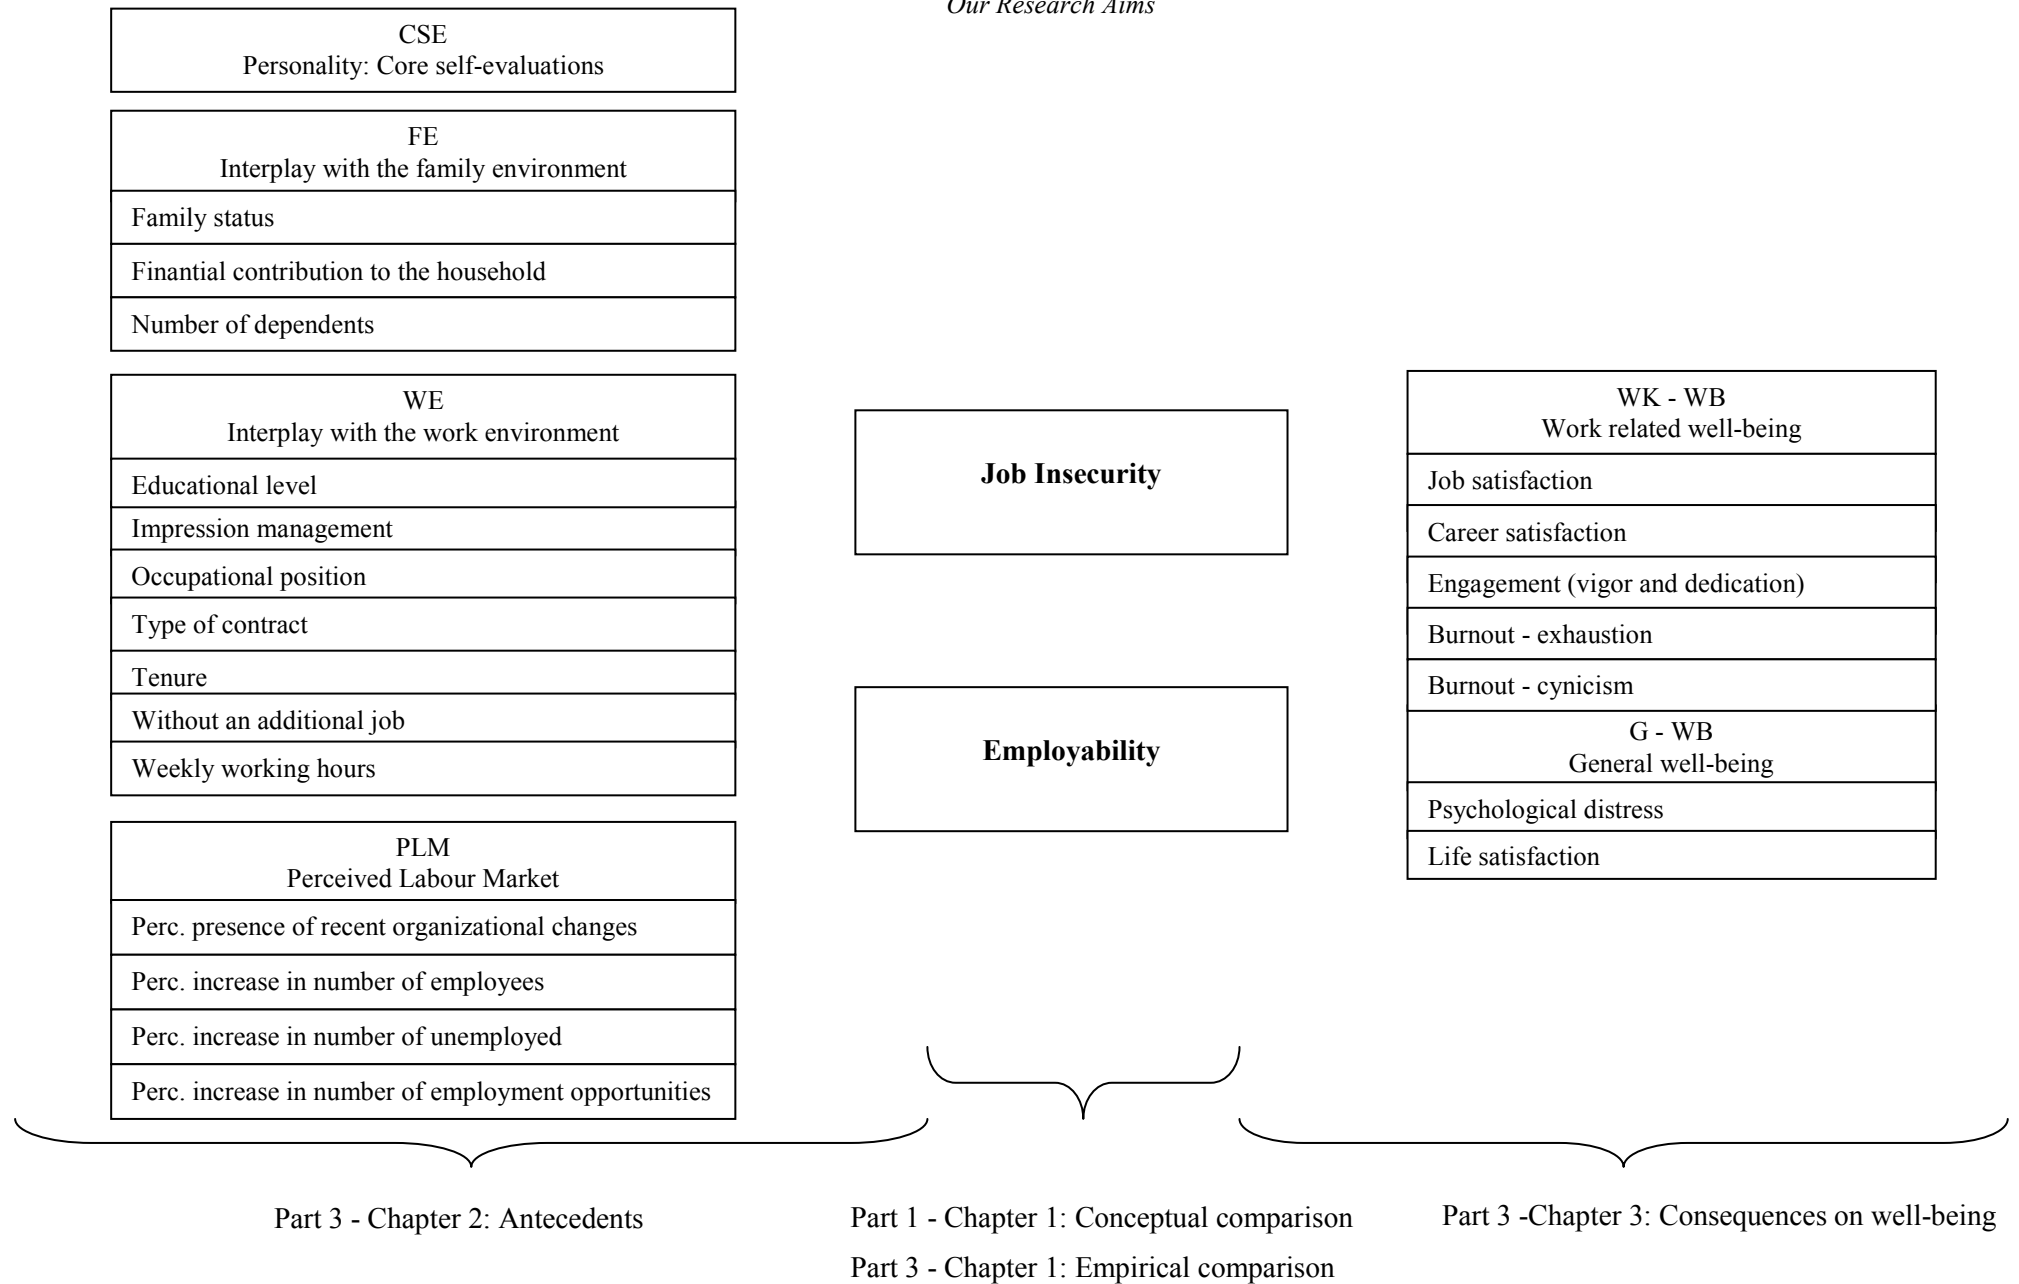 Our Research Aims
CSE
Personality: Core self-evaluations
FE
Interplay with the family environment
Family status
Finantial contribution to the household
Number of dependents
WE
Interplay with the work environment
Educational level
Impression management
Occupational position
Type of contract
Tenure
Without an additional job
Weekly working hours
PLM
Perceived Labour Market
Perc. presence of recent organizational changes
Perc. increase in number of employees
Perc. increase in number of unemployed
Perc. increase in number of employment opportunities
Job Insecurity
Employability
WK - WB
Work related well-being
Job satisfaction
Career satisfaction
Engagement (vigor and dedication)
Burnout - exhaustion
Burnout - cynicism
G - WB
General well-being
Psychological distress
Life satisfaction
Part 3 - Chapter 2: Antecedents
Part 1 - Chapter 1: Conceptual comparison
Part 3 - Chapter 1: Empirical comparison
Part 3 -Chapter 3: Consequences on well-being